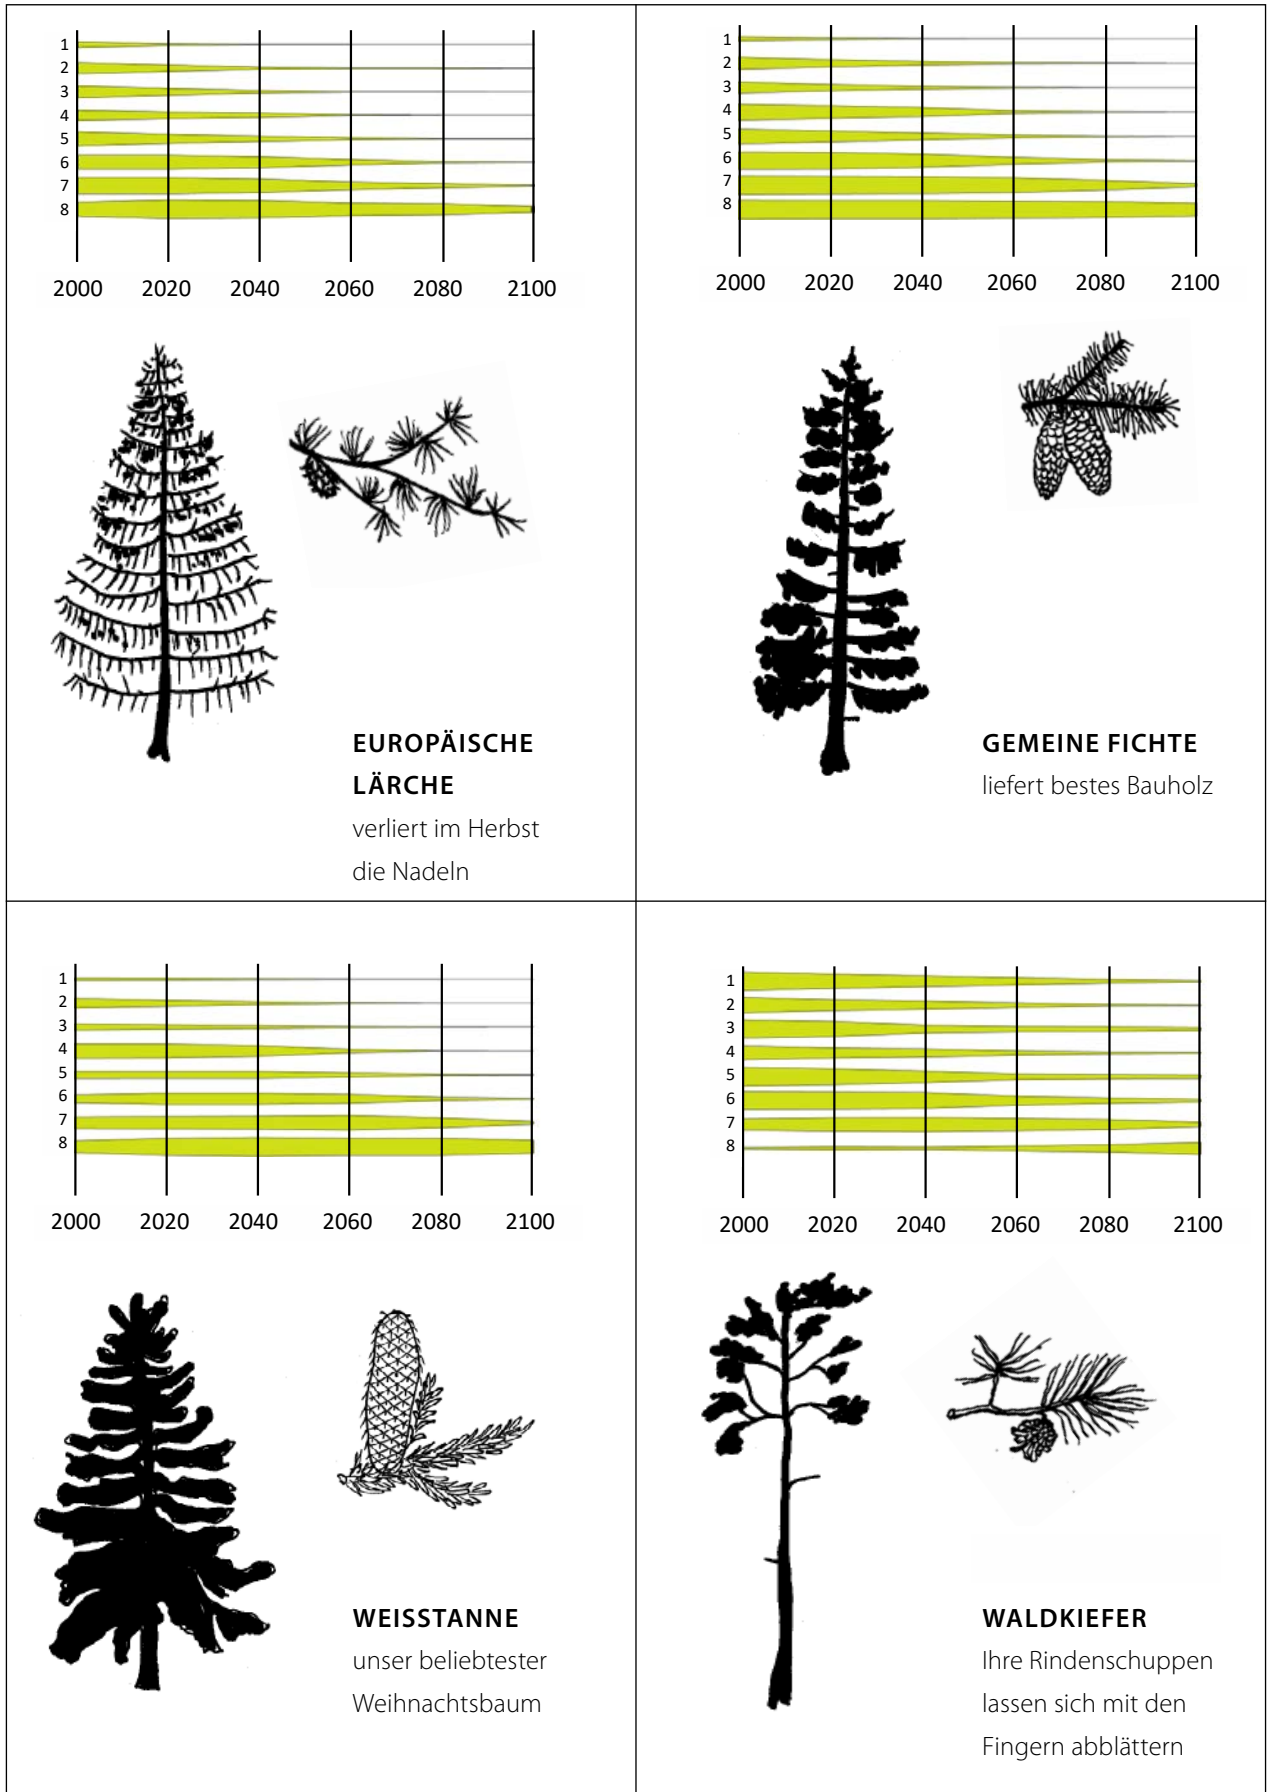 1
2
3
4
5
6
7
8
2000 2020 2040 2060 2080 2100
EUROPÄISCHE
LÄRCHE
verliert im Herbst
die Nadeln
1
2
3
4
5
6
7
8
2000 2020 2040 2060 2080 2100
GEMEINE FICHTE
liefert bestes Bauholz
1
2
3
4
5
6
7
8
2000 2020 2040 2060 2080 2100
WEISSTANNE
unser beliebtester
Weihnachtsbaum
1
2
3
4
5
6
7
8
2000 2020 2040 2060 2080 2100
WALDKIEFER
Ihre Rindenschuppen
lassen sich mit den
Fingern abblättern